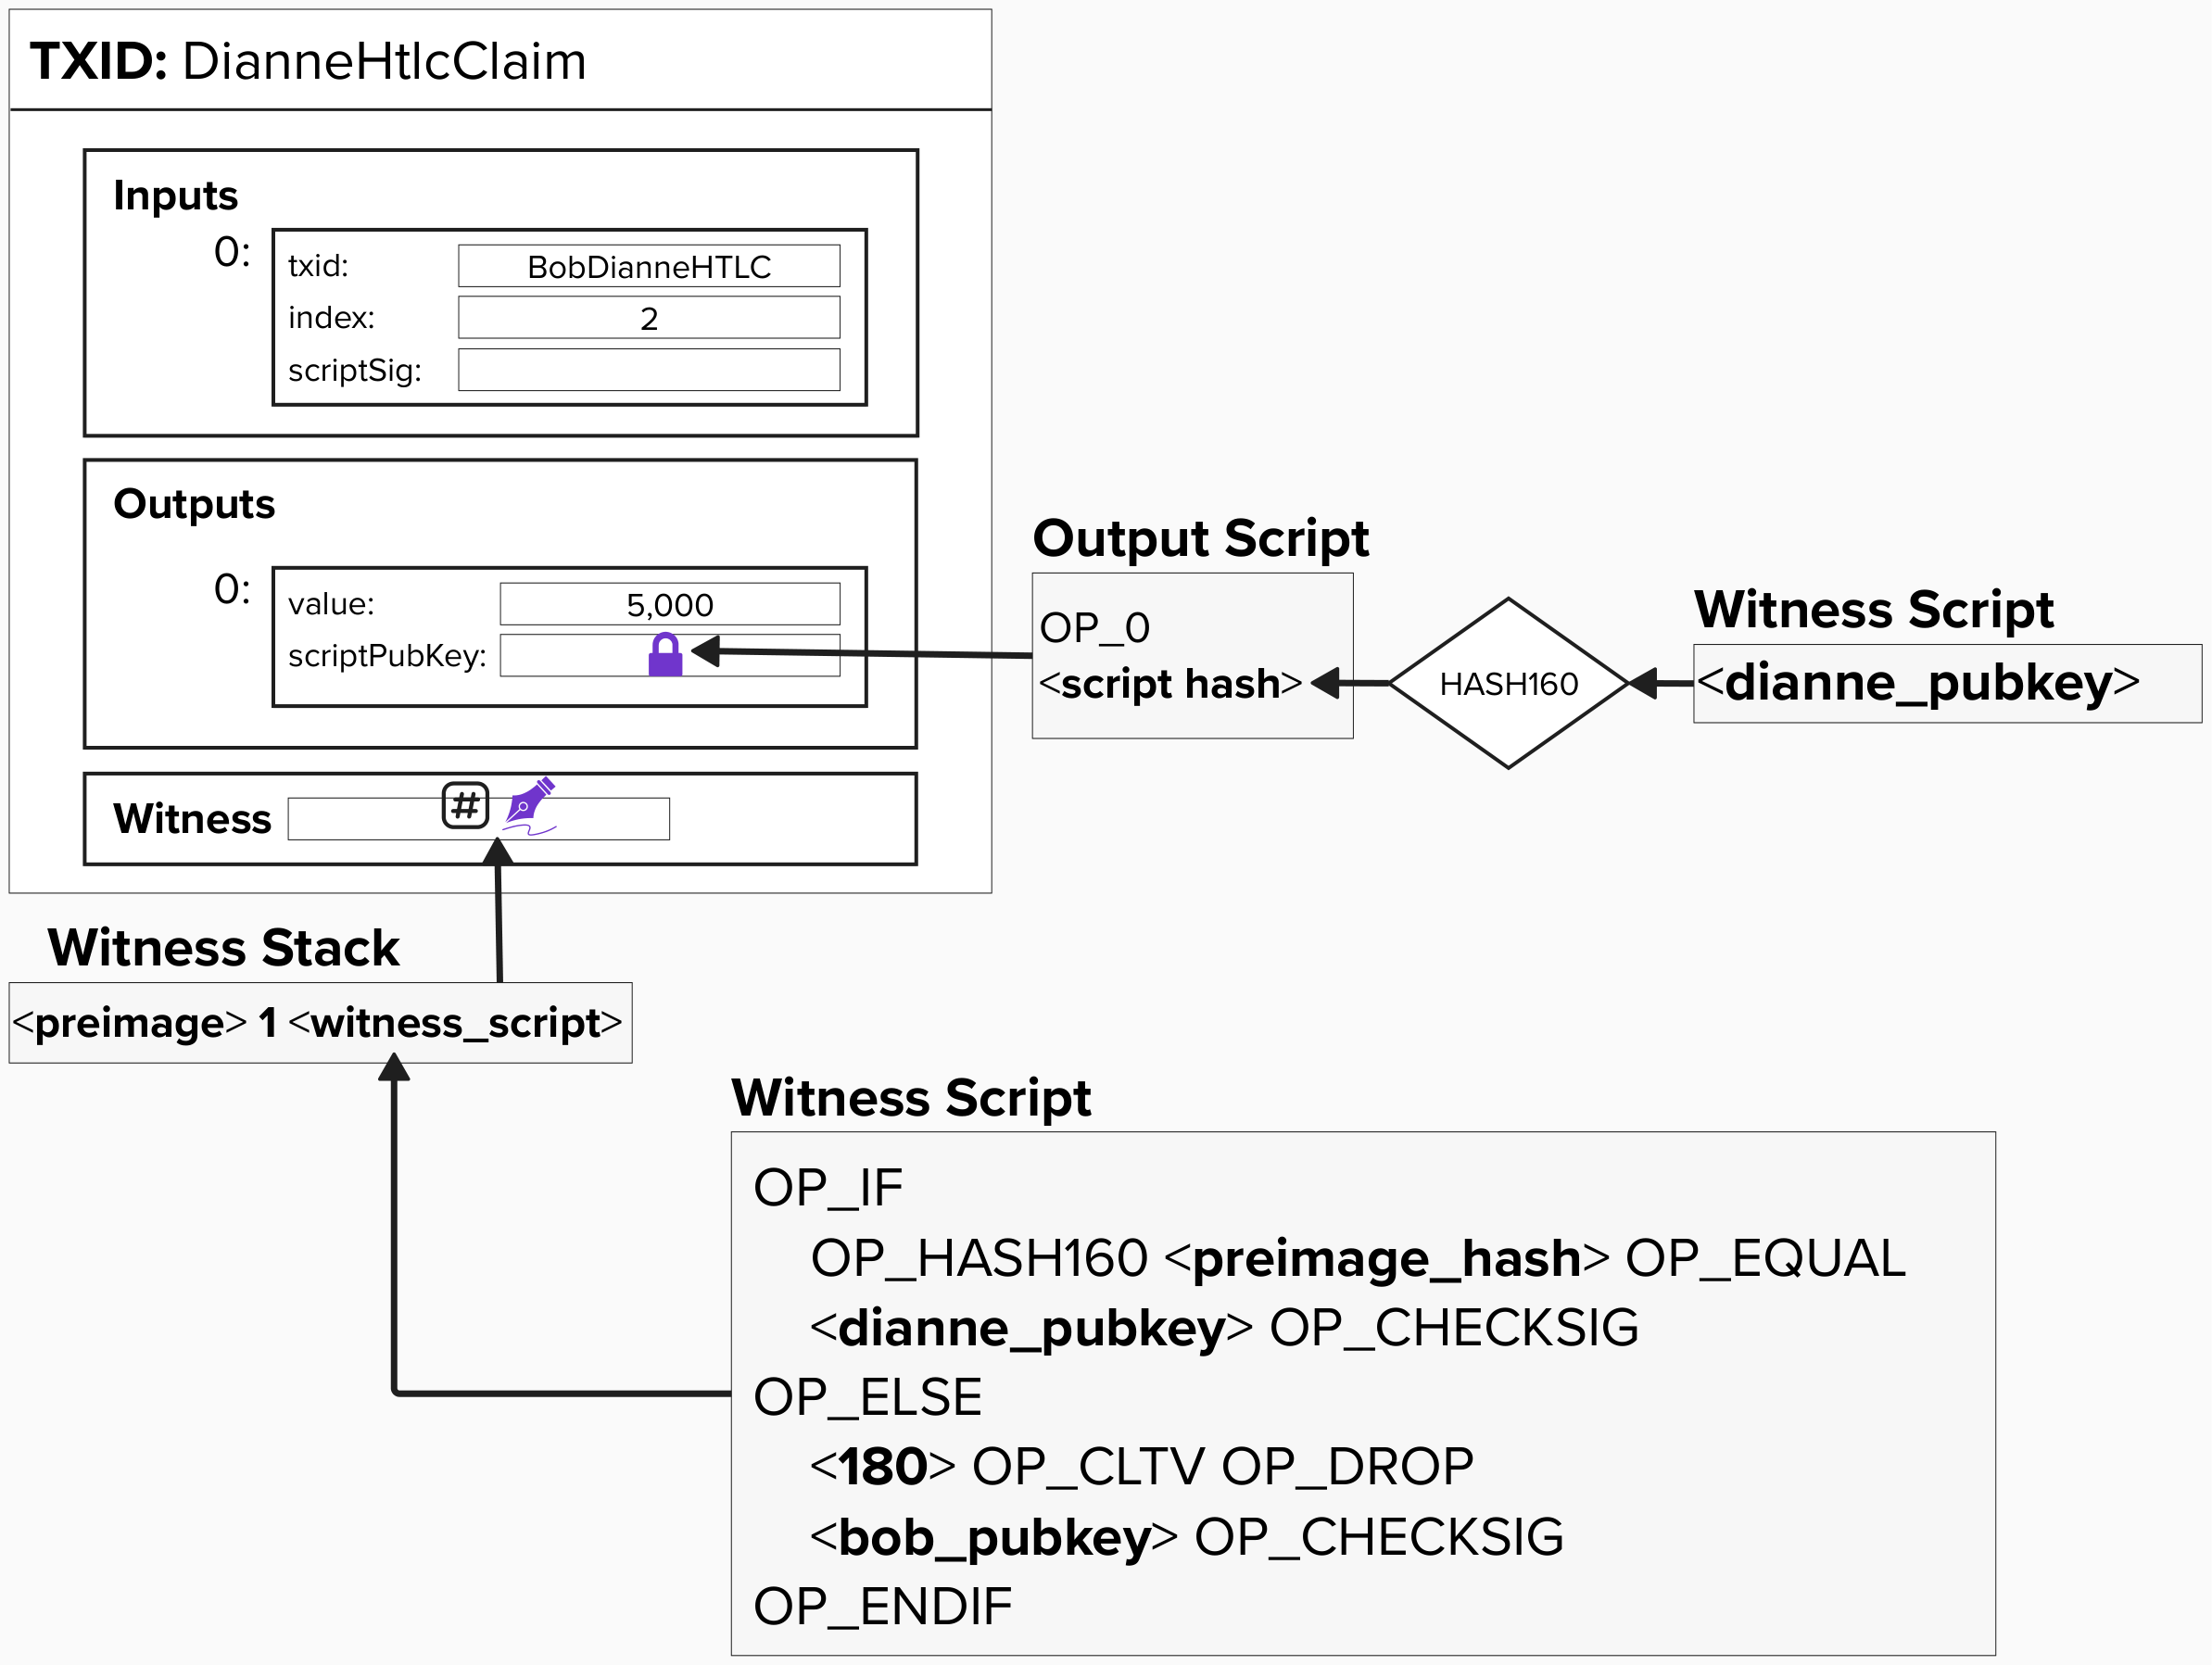 TXID: DianneHtlcClaim
Inputs
0:
txid: BobDianneHTLC
index: 2
scriptSig:
Outputs
0:
value: 5,000
scriptPubKey:
Witness
#
Output Script
OP_0
<script hash>
HASH160
Witness Script
<dianne_pubkey>
Witness Stack
<preimage> 1 <witness_script>
Witness Script
OP_IF
OP_HASH160 <preimage_hash> OP_EQUAL
<dianne_pubkey> OP_CHECKSIG
OP_ELSE
<180> OP_CLTV OP_DROP
<bob_pubkey> OP_CHECKSIG
OP_ENDIF